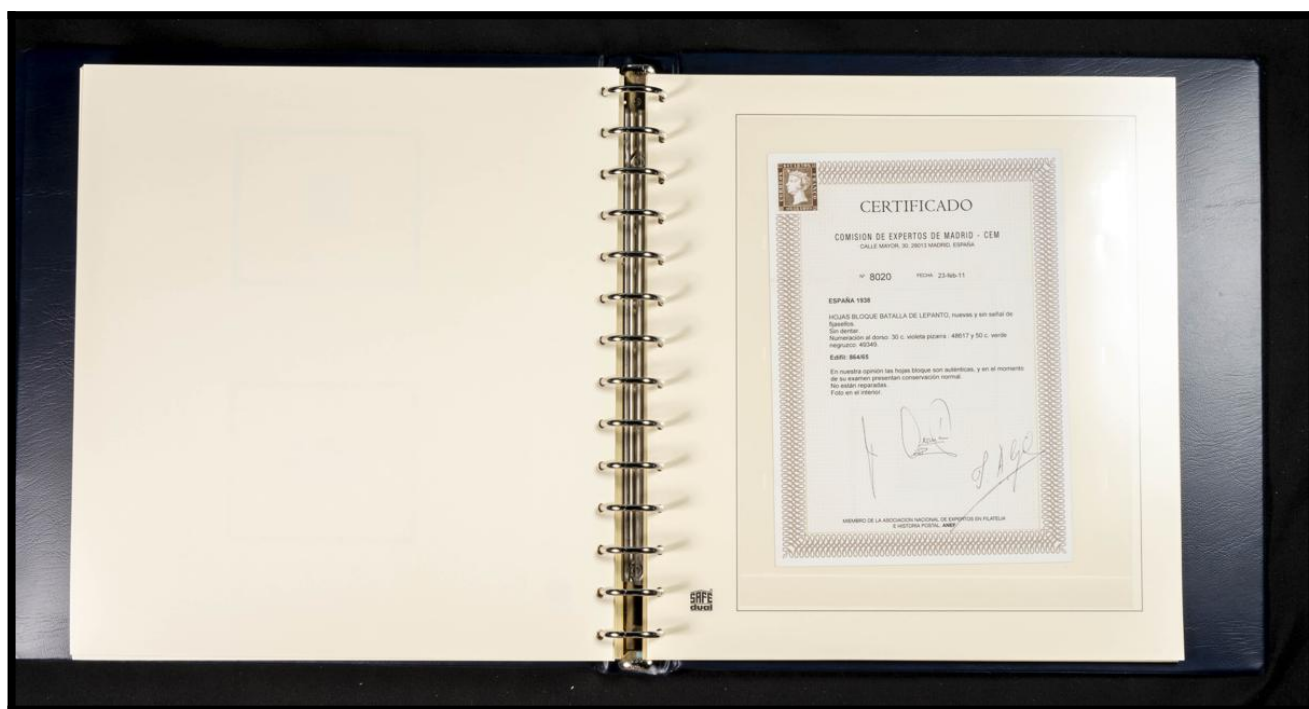 CERTIFICADO
COMISION DE EXPERTOS DE MADRID - CEM
CALLE MAYOR, 30. 28013 MADRID. ESPAÑA
Nº 8020 FECHA 23-feb-11
ESPAÑA 1938
HOJAS BLOQUE BATALLA DE LEPANTO, nuevas y sin señal de
fijasellos.
Sin dentar.
Numeración al dorso: 30 c. violeta pizarra : 48617 y 50 c. verde
negruzco: 49345.
Edifil: 864/65
En nuestra opinión las hojas bloque son auténticas, y en el momento
de su examen presentan conservación normal.
No están reparadas.
Foto en el interior.
MIEMBRO DE LA ASOCIACION NACIONAL DE EXPERTOS EN FILATELIA
E HISTORIA POSTAL.
SAFE
dual